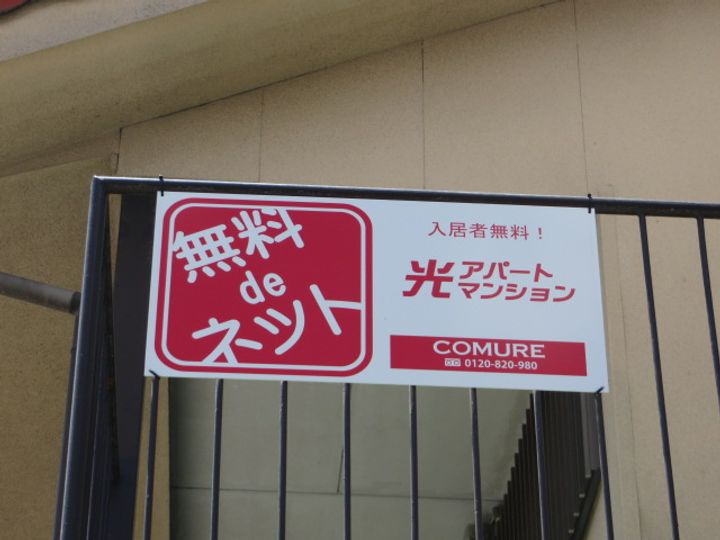 無料
de
ネット
入居者無料！
光アパート
マンション
COMURE
0120-820-980